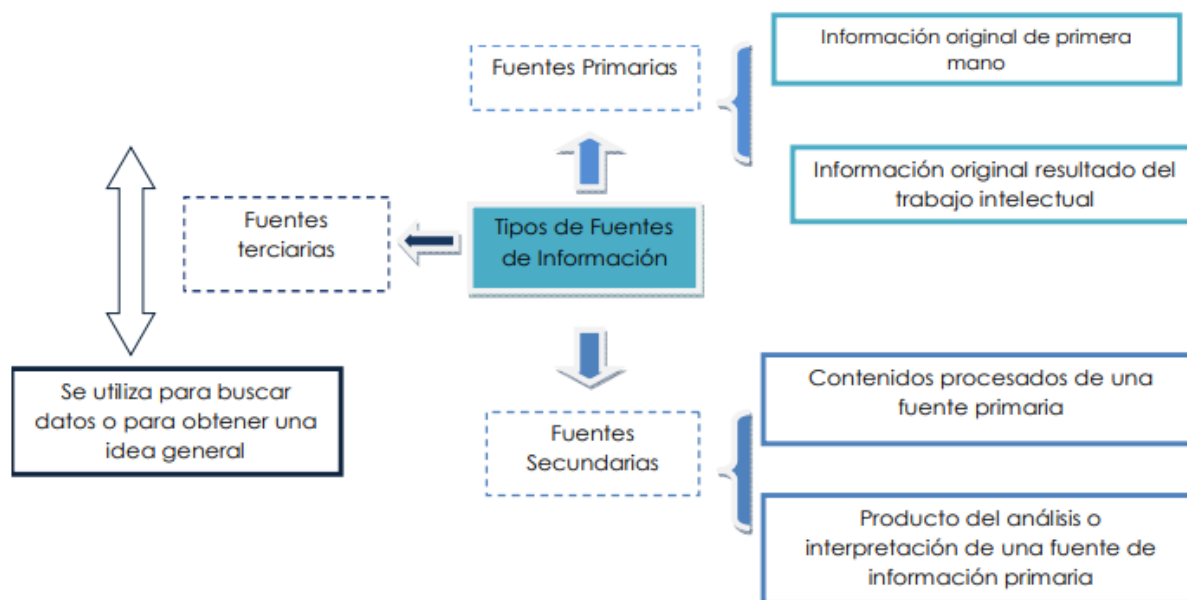 Fuentes Primarias
Información original de primera
mano
Información original resultado del
trabajo intelectual
Fuentes
terciarias
Tipos de Fuentes
de Información
Se utiliza para buscar
datos o para obtener una
idea general
Fuentes
Secundarias
Contenidos procesados de una
fuente primaria
Producto del análisis o
interpretación de una fuente de
información primaria